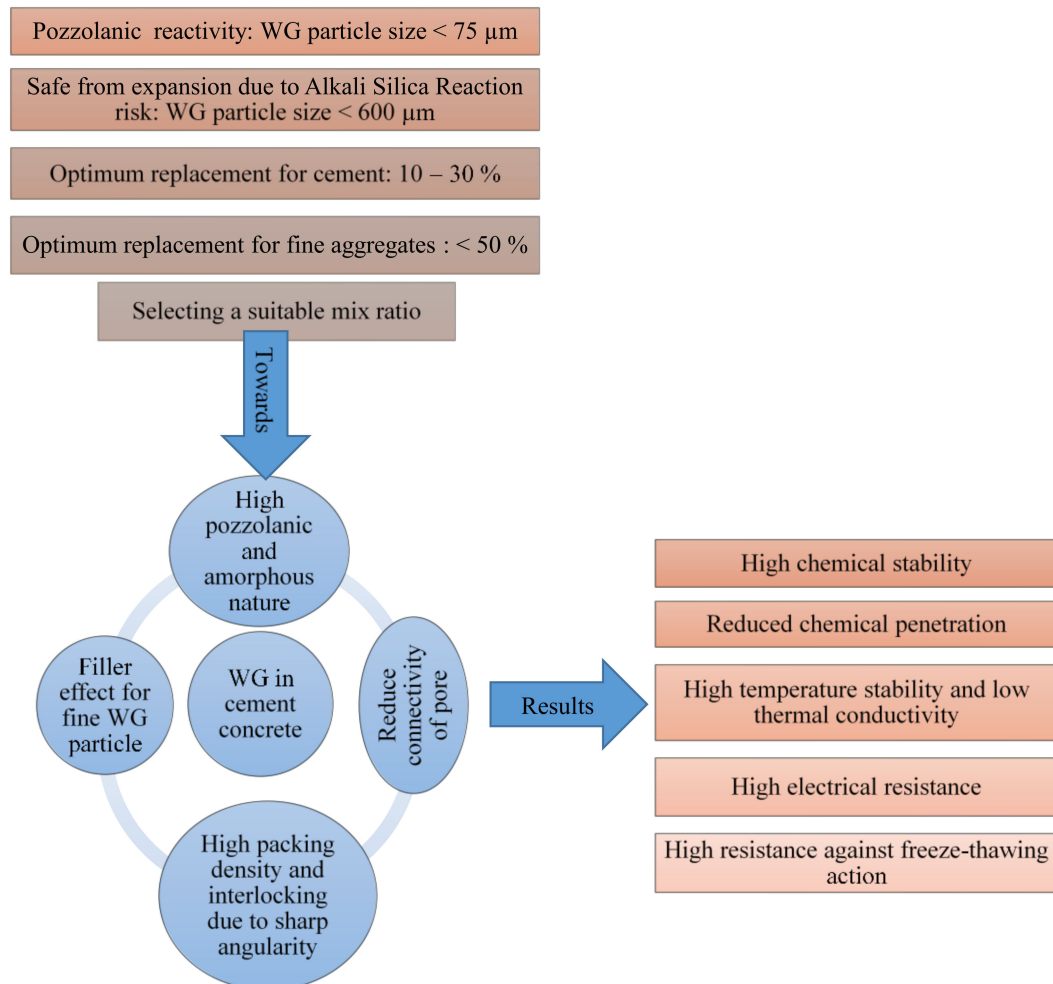 Pozzolanic reactivity: WG particle size < 75 µm
Safe from expansion due to Alkali Silica Reaction
risk: WG particle size < 600 µm
Optimum replacement for cement: 10 – 30 %
Optimum replacement for fine aggregates : < 50 %
Selecting a suitable mix ratio
Towards
High
pozzolanic
and
amorphous
nature
Filler
effect for
fine WG
particle
WG in
cement
concrete
Reduce
connectivity
of pore
High packing
density and
interlocking
due to sharp
angularity
Results
High chemical stability
Reduced chemical penetration
High temperature stability and low
thermal conductivity
High electrical resistance
High resistance against freeze-thawing
action